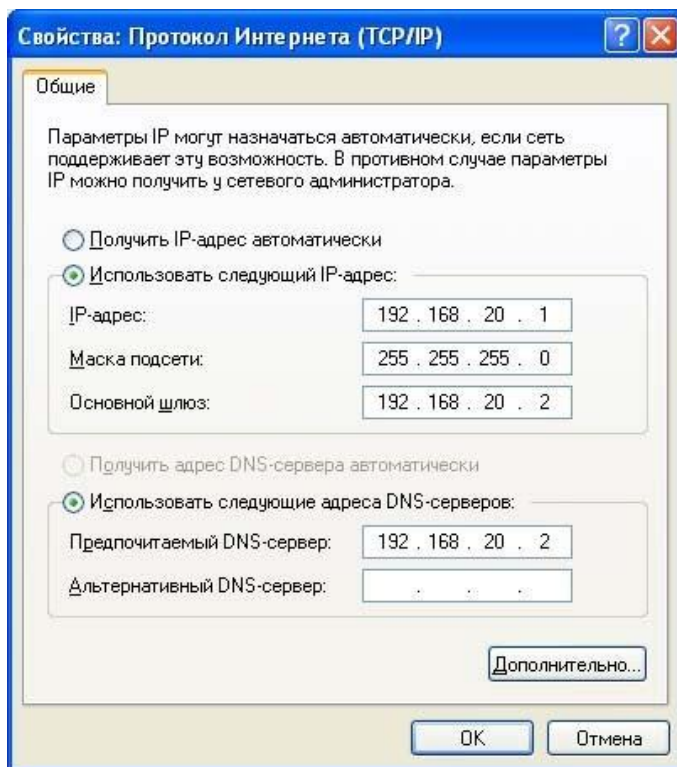 Свойства: Протокол Интернета (TCP/IP)
?
Общие
Параметры IP могут назначаться автоматически, если сеть
поддерживает эту возможность. В противном случае параметры
IP можно получить у сетевого администратора.
Получить IP-адрес автоматически
Использовать следующий IP-адрес:
IP-адрес: 192 . 168 . 20 . 1
Маска подсети: 255 . 255 . 255 . 0
Основной шлюз: 192 . 168 . 20 . 2
Получить адрес DNS-сервера автоматически
Использовать следующие адреса DNS-серверов:
Предпочитаемый DNS-сервер: 192 . 168 . 20 . 2
Альтернативный DNS-сервер: . . .
Дополнительно...
OK Отмена